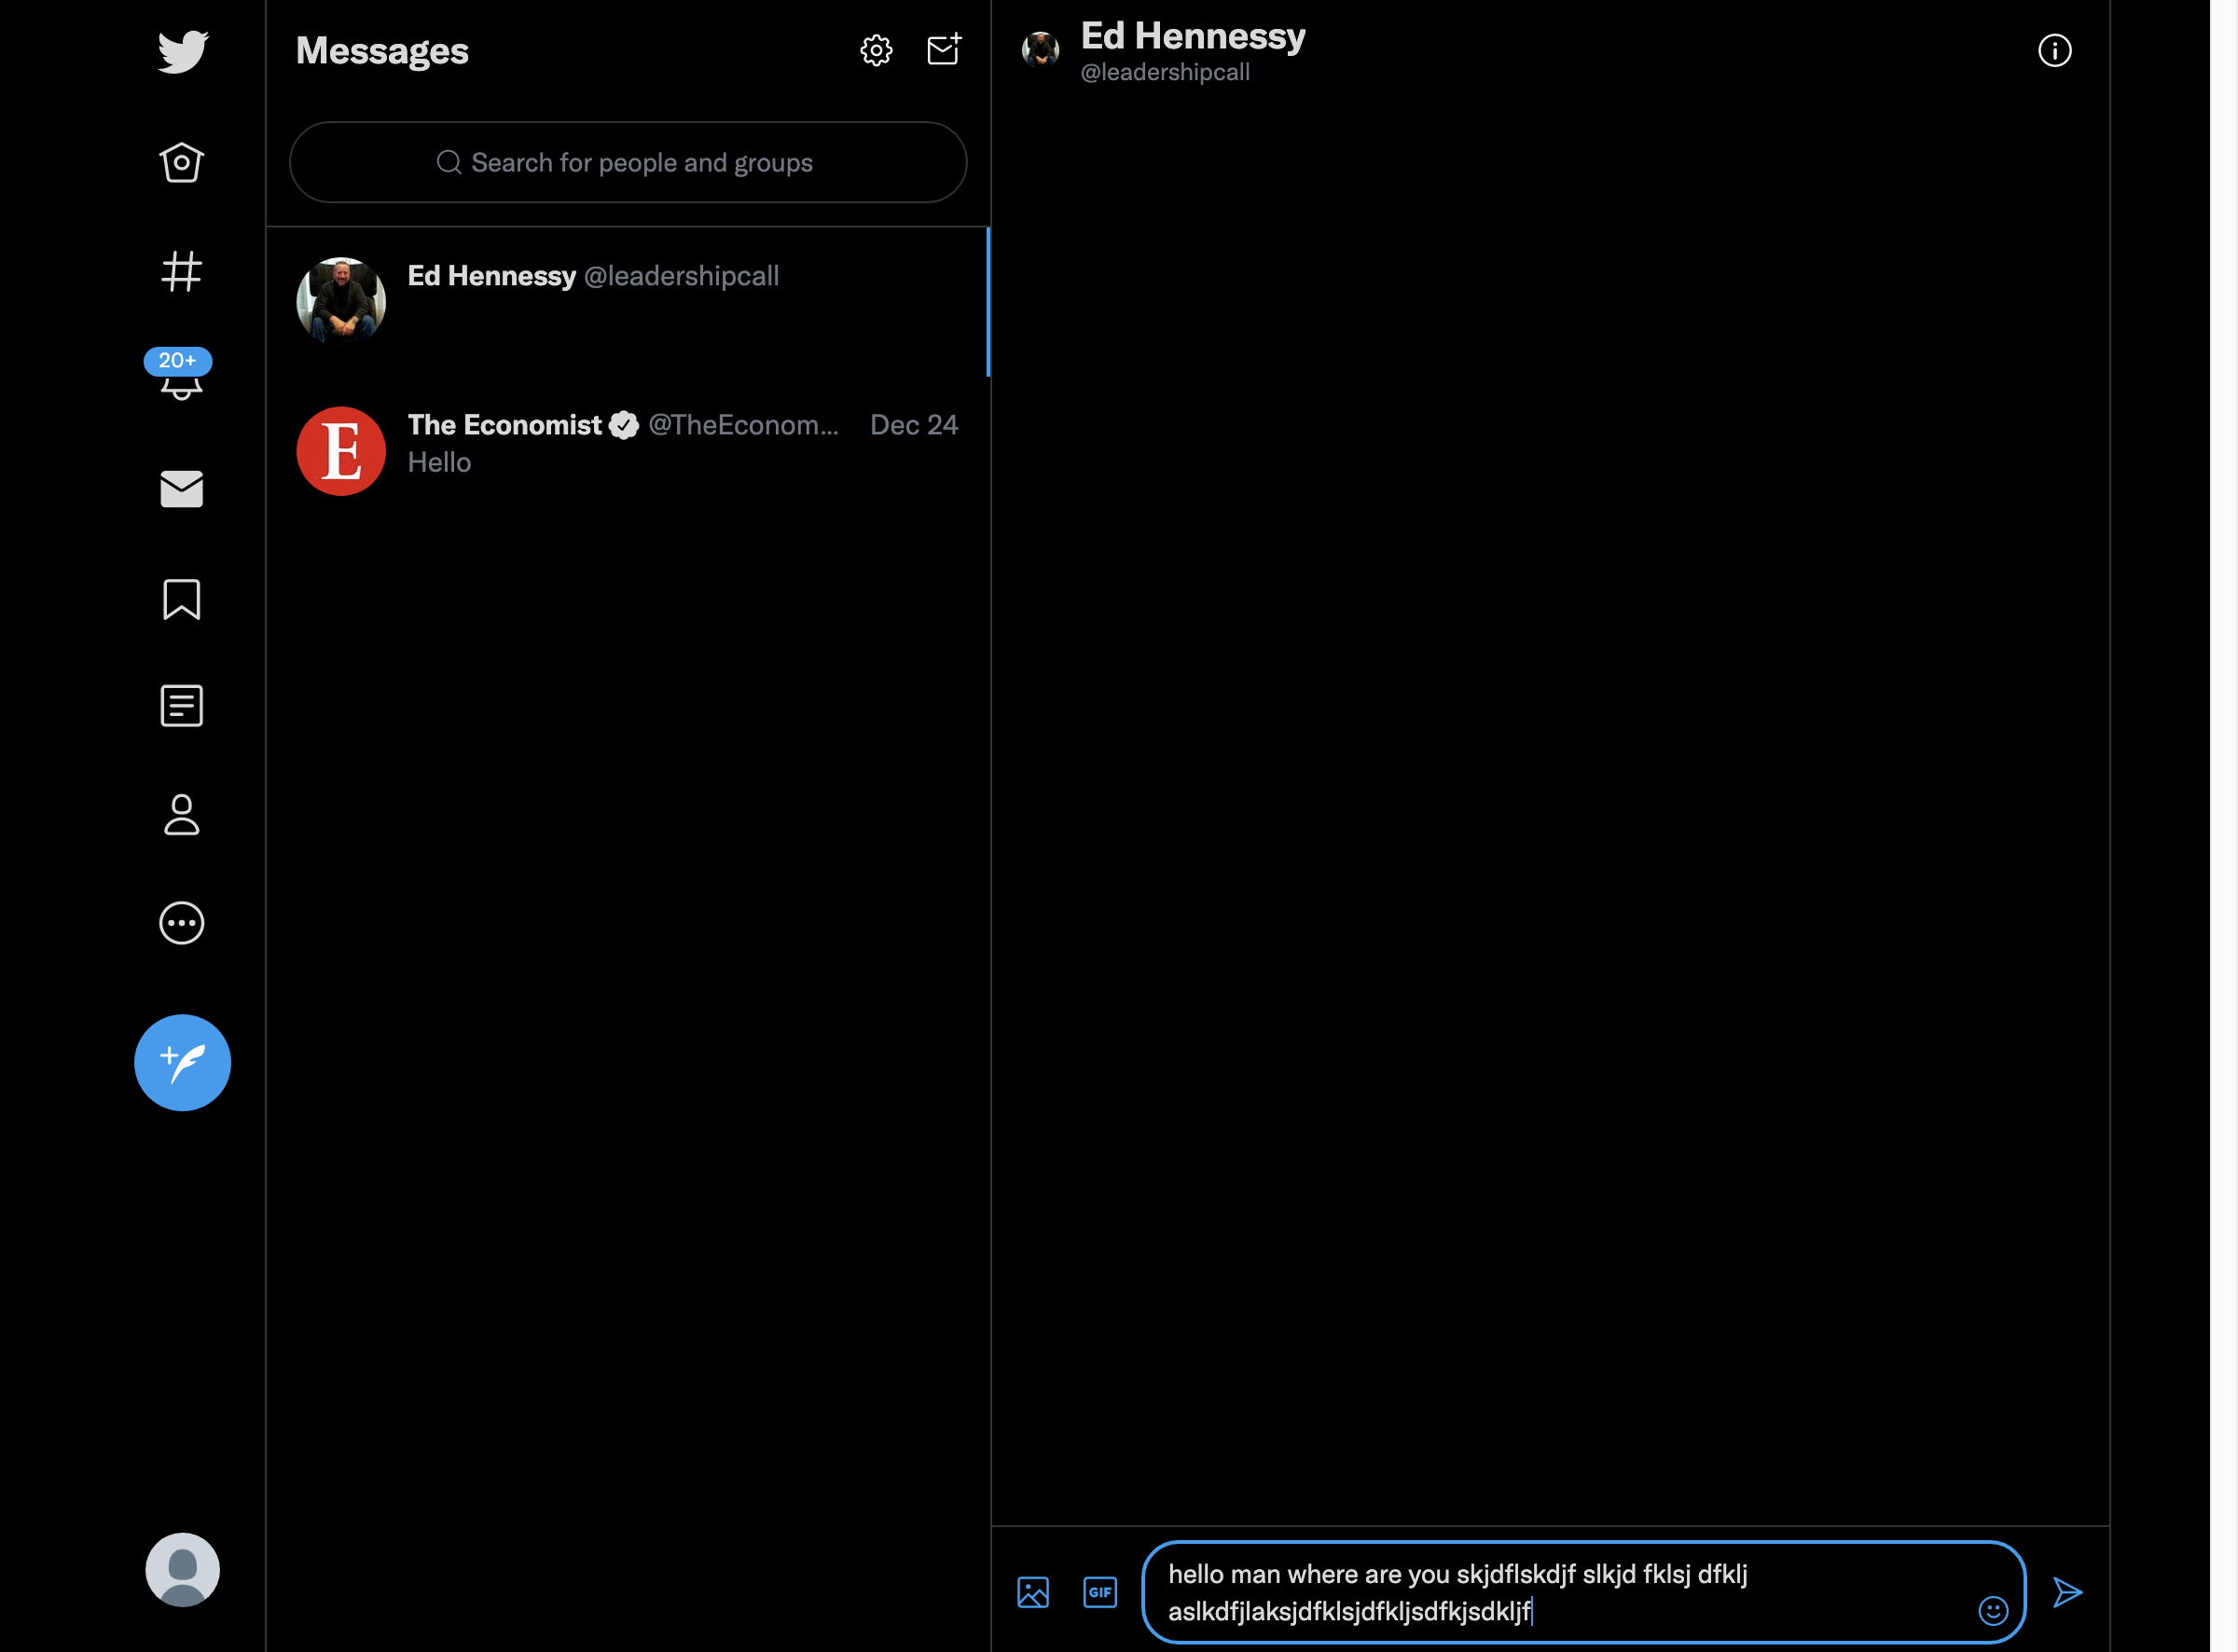 Messages
Search for people and groups
Ed Hennessy @leadershipcall
The Economist @TheEconom... Dec 24
Hello
20+
E
Ed Hennessy
@leadershipcall
GIF
hello man where are you skjdflskdjf slkjd fklsj dfklj
aslkdfjlaksjdfklsjdfkljsdfkjsdkljf